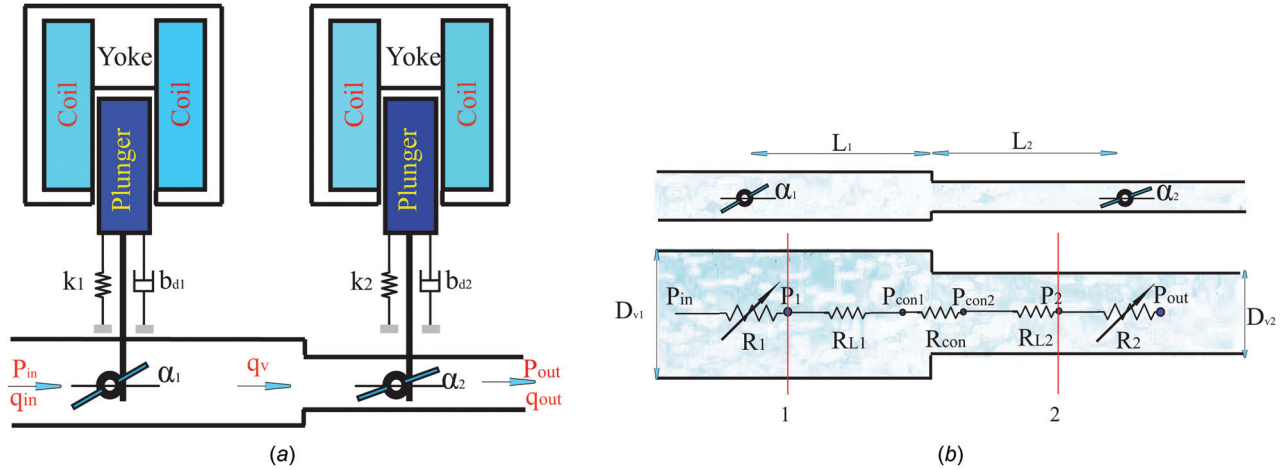 Yoke
Coil
Coil
Plunger
k1
bd1
Pin
qin
α1
qv
Yoke
Coil
Coil
Plunger
k2
bd2
α2
Pout
qout
(a)
L1
L2
α1
α2
Dv1
Pin
R1
P1
RL1
Pcon1
Rcon
Pcon2
RL2
P2
R2
Pout
Dv2
1
2
(b)